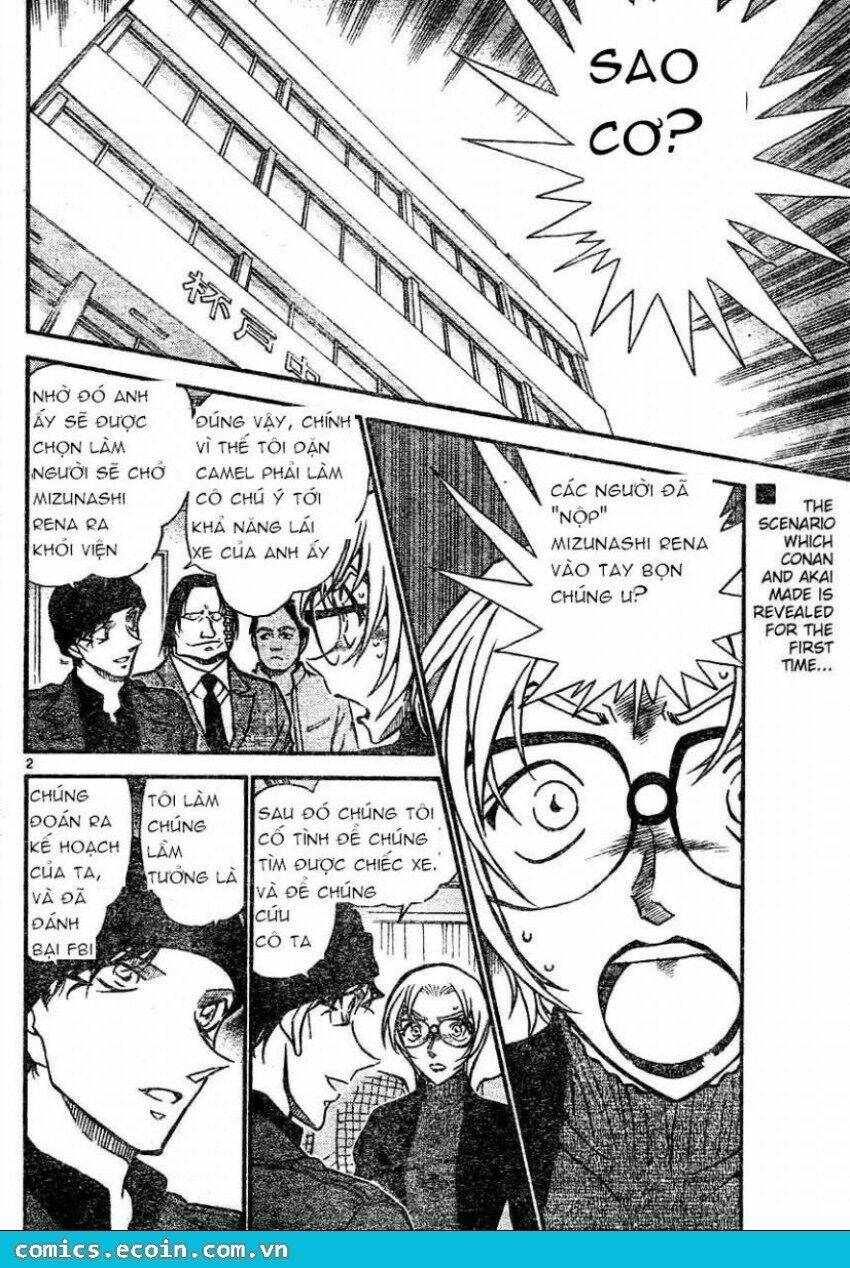 SAO
CƠ?
杯戸中
CÁC NGƯỜI ĐÃ
"NỘP"
MIZUNASHI RENA
VÀO TAY BỌN
CHÚNG Ư?
THE
SCENARIO
WHICH
CONAN
AND AKAI
MADE IS
REVEALED
FOR THE
FIRST
TIME...
ĐÚNG VẬY, CHÍNH
VÌ THẾ TÔI DẶN
CAMEL PHẢI LÀM
CÔ CHÚ Ý TỚI
KHẢ NĂNG LÁI
XE CỦA ANH ẤY
NHỜ ĐÓ ANH
ẤY SẼ ĐƯỢC
CHỌN LÀM
NGƯỜI SẼ CHỞ
MIZUNASHI
RENA RA
KHỎI VIỆN
2
SAU ĐÓ CHÚNG TÔI
CỐ TÌNH ĐỂ CHÚNG
TÌM ĐƯỢC CHIẾC XE.
VÀ ĐỂ CHÚNG
CỨU
CÔ TA
TÔI LÀM
CHÚNG
LẦM
TƯỞNG LÀ
CHÚNG
ĐOÁN RA
KẾ HOẠCH
CỦA TA,
VÀ ĐÃ
ĐÁNH
BẠI FBI
comics.ecoin.com.vn